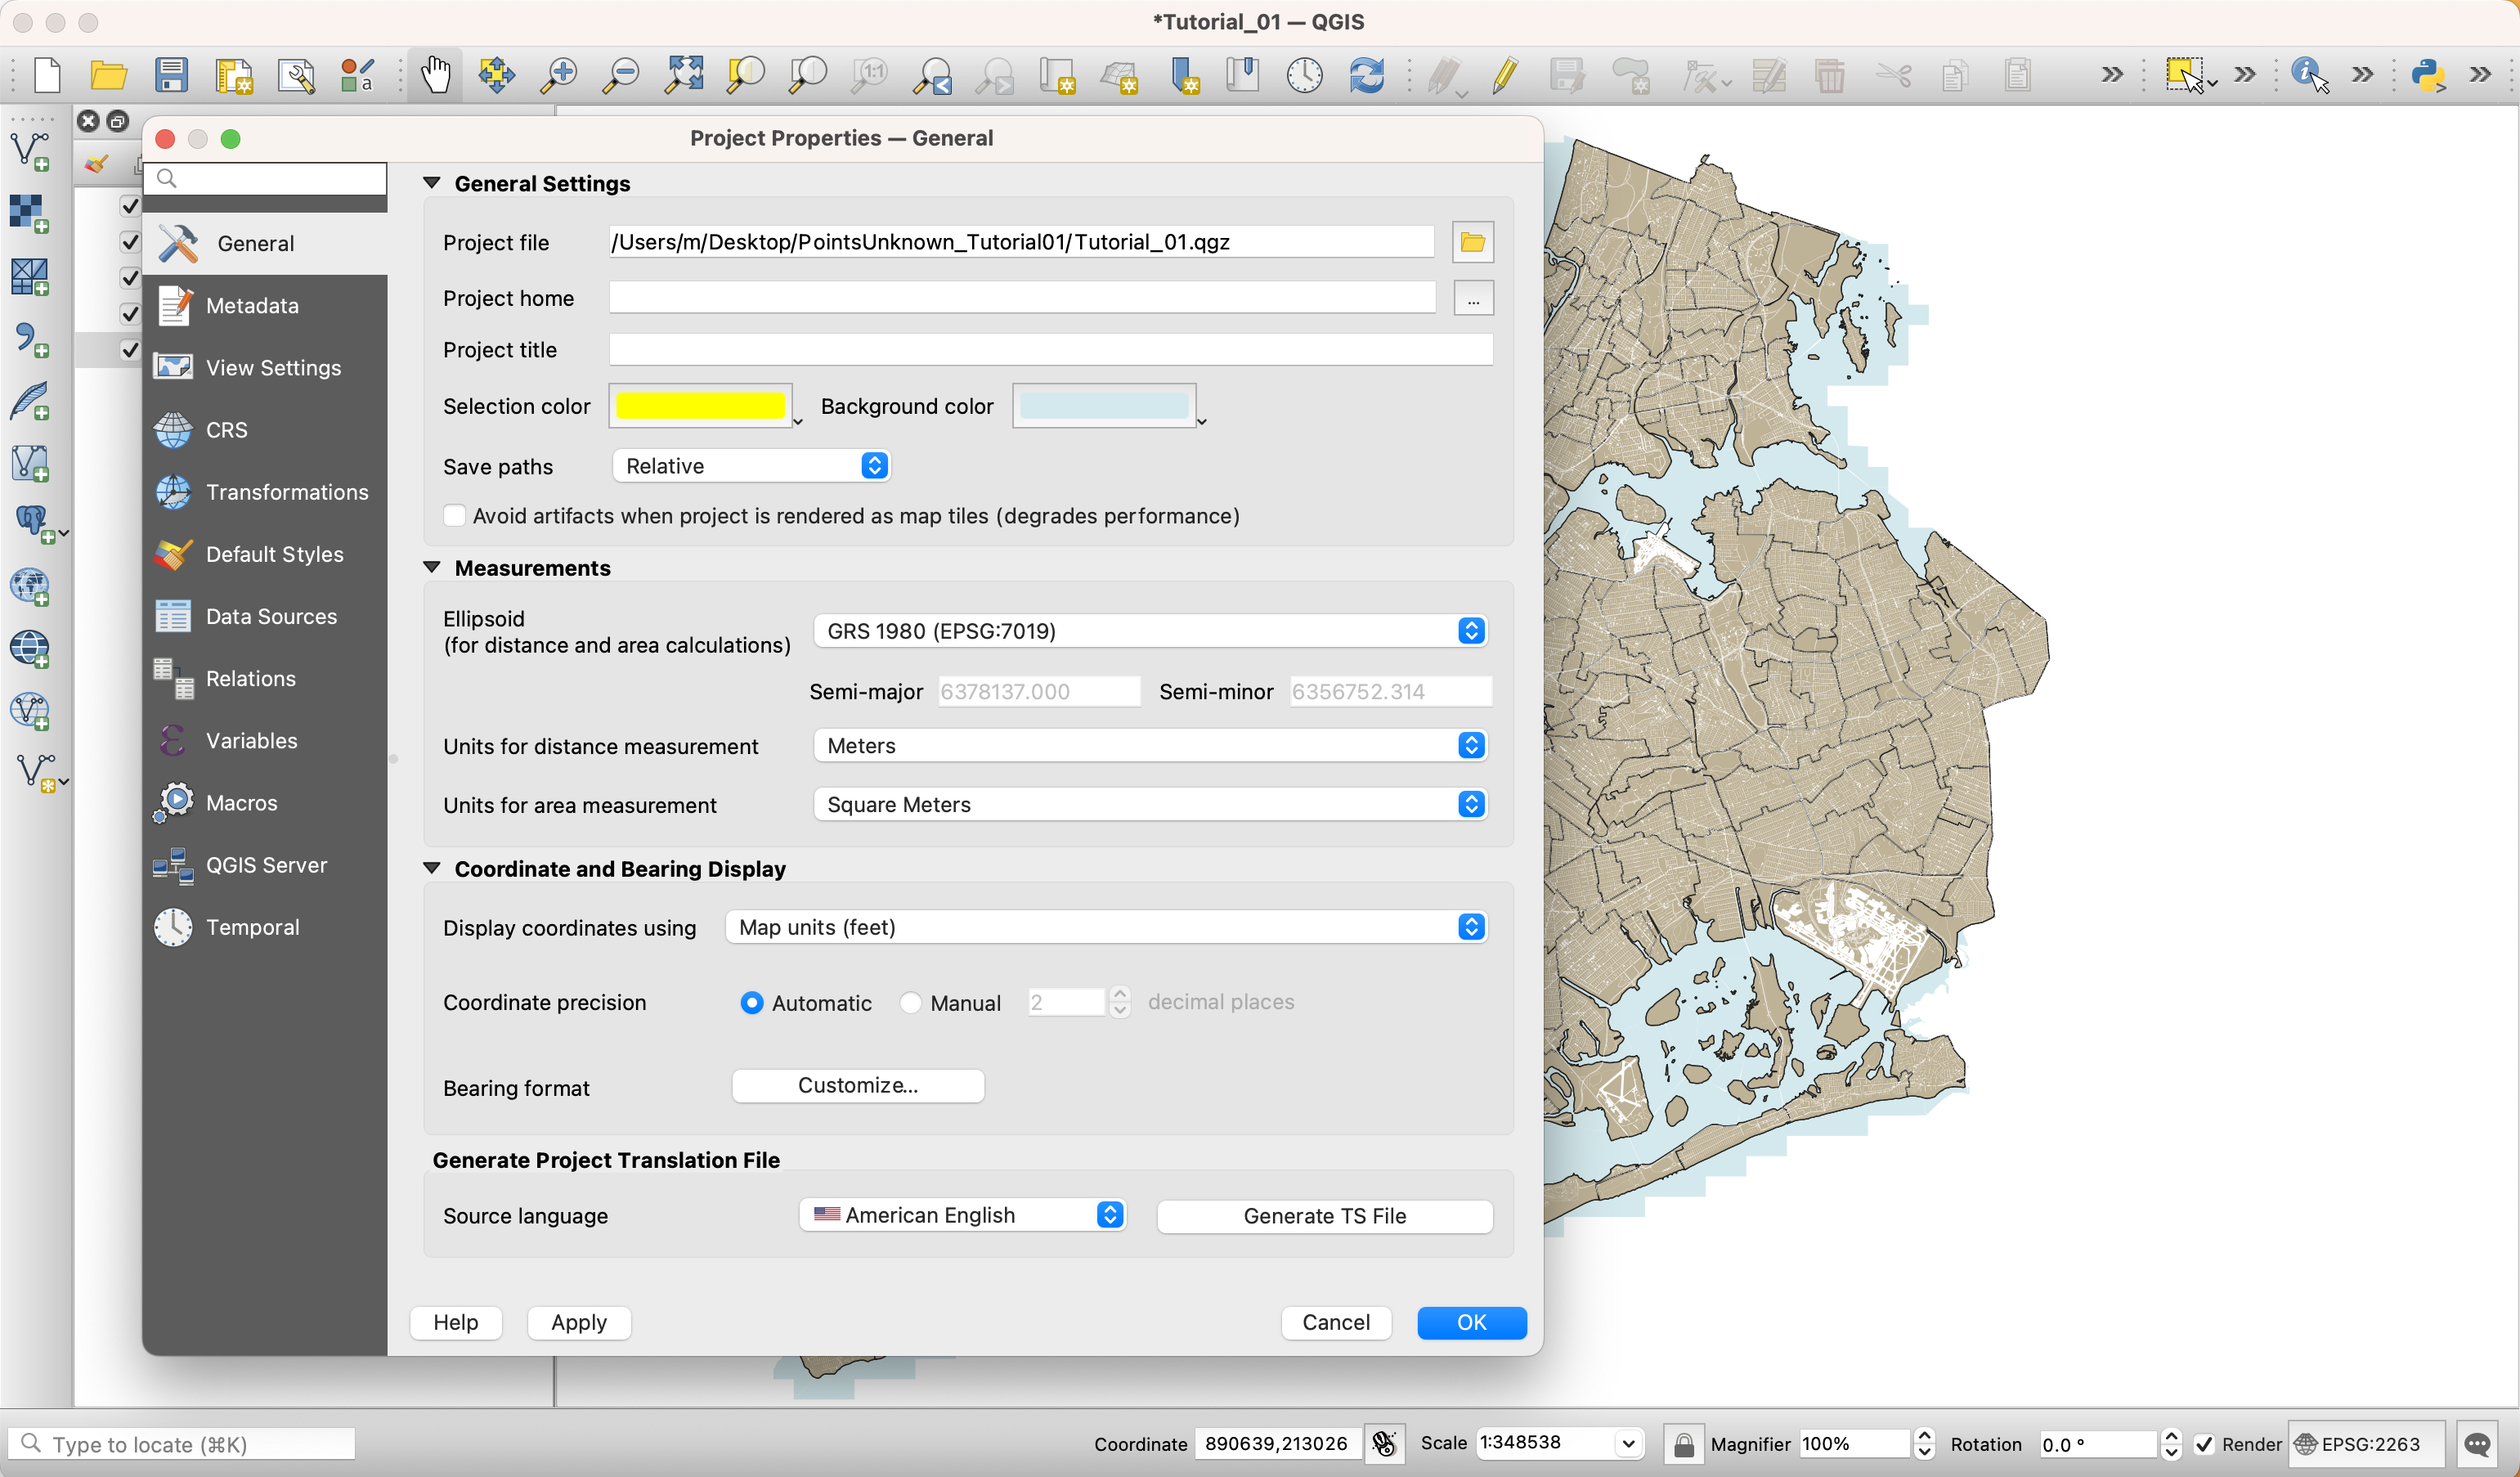 *Tutorial_01 — QGIS
1:1
a
Project Properties — General
General
Metadata
View Settings
CRS
Transformations
Default Styles
Data Sources
Relations
Variables
Macros
QGIS Server
Temporal
General Settings
Project file /Users/m/Desktop/PointsUnknown_Tutorial01/Tutorial_01.qgz
Project home ...
Project title
Selection color Background color
Save paths Relative
Avoid artifacts when project is rendered as map tiles (degrades performance)
Measurements
Ellipsoid
(for distance and area calculations) GRS 1980 (EPSG:7019)
Semi-major 6378137.000 Semi-minor 6356752.314
Units for distance measurement Meters
Units for area measurement Square Meters
Coordinate and Bearing Display
Display coordinates using Map units (feet)
Coordinate precision Automatic Manual 2 decimal places
Bearing format Customize...
Generate Project Translation File
Source language American English Generate TS File
Help Apply Cancel OK
Type to locate (⌘K) Coordinate 890639,213026 Scale 1:348538 Magnifier 100% Rotation 0.0 ° Render EPSG:2263